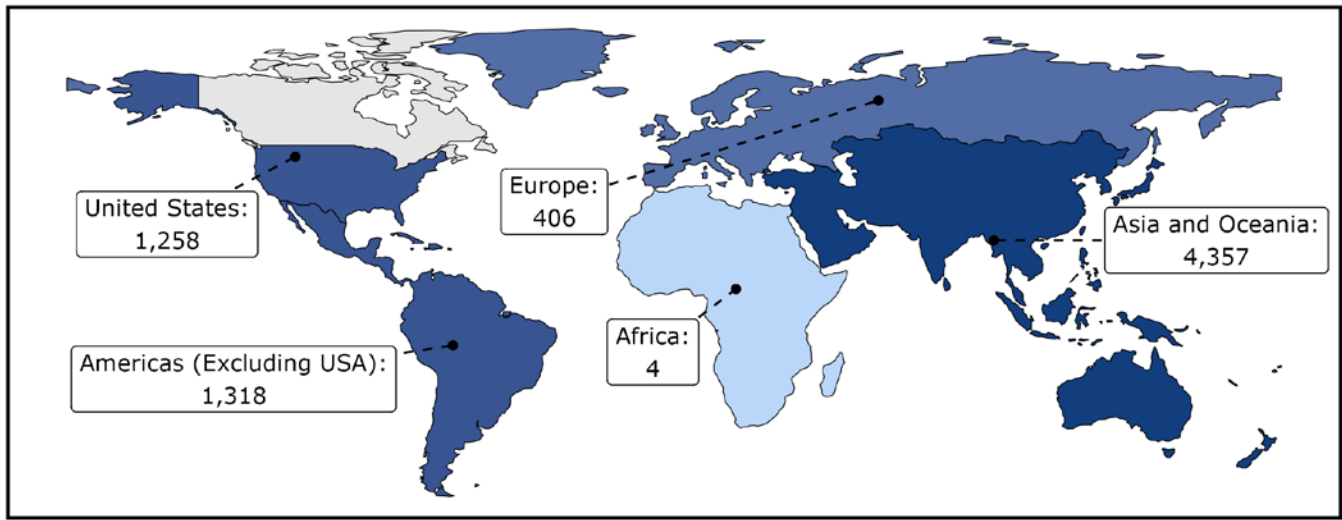 United States:
1,258
Europe:
406
Asia and Oceania:
4,357
Americas (Excluding USA):
1,318
Africa:
4